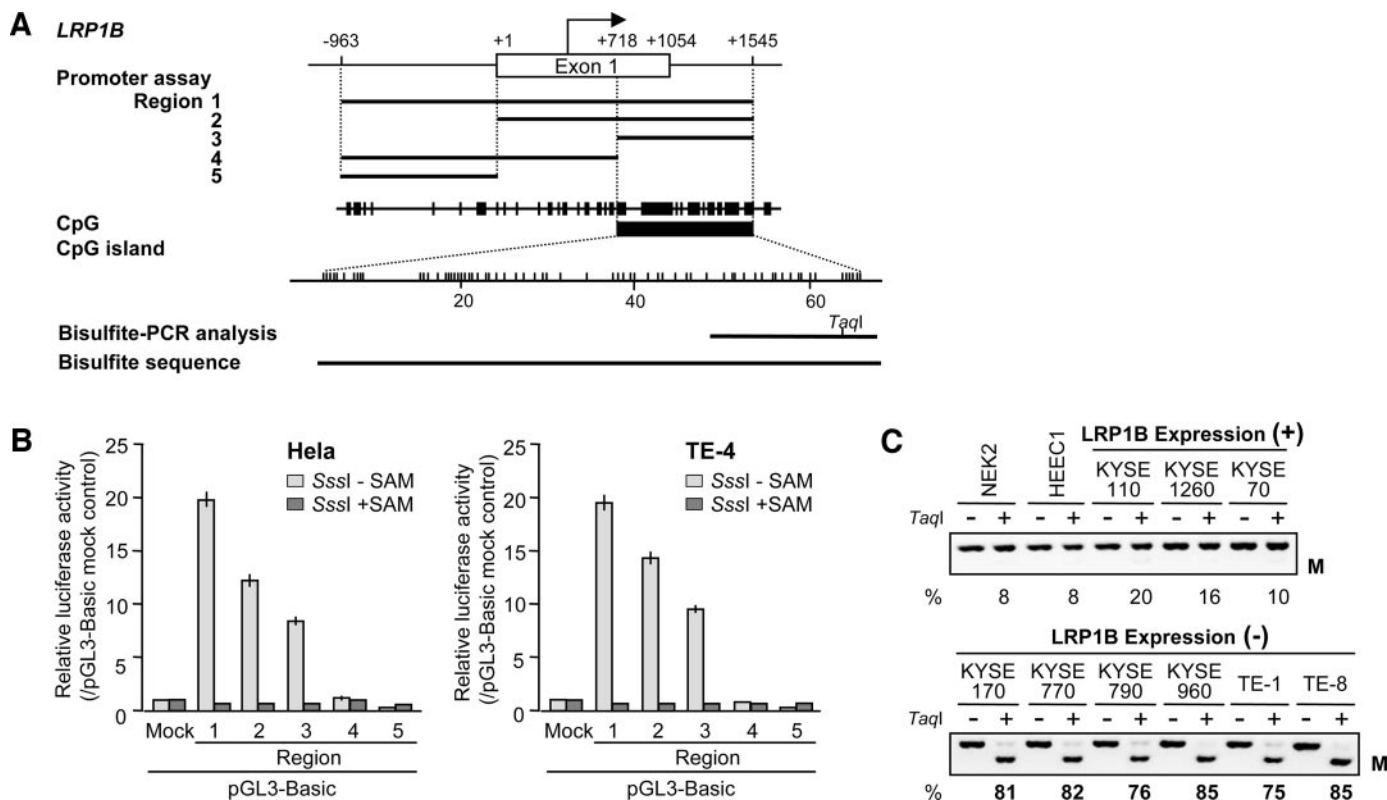 A
LRP1B
-963 +1 +718 +1054 +1545
Exon 1
Promoter assay
Region 1
2
3
4
5
CpG
CpG island
20 40 60
Bisulfite-PCR analysis
TaqI
Bisulfite sequence
B
Relative luciferase activity
(/pGL3-Basic mock control)
25
20
15
10
5
0
Hela
SssI - SAM
SssI +SAM
Mock 1 2 3 4 5
Region
pGL3-Basic
Relative luciferase activity
(/pGL3-Basic mock control)
25
20
15
10
5
0
TE-4
SssI - SAM
SssI +SAM
Mock 1 2 3 4 5
Region
pGL3-Basic
C
LRP1B Expression (+)
NEK2 HEEC1 KYSE 110 KYSE 1260 KYSE 70
TaqI - + - + - + - + - +
M
% 8 8 20 16 10
LRP1B Expression (-)
KYSE 170 KYSE 770 KYSE 790 KYSE 960 TE-1 TE-8
TaqI - + - + - + - + - + - +
M
% 81 82 76 85 75 85